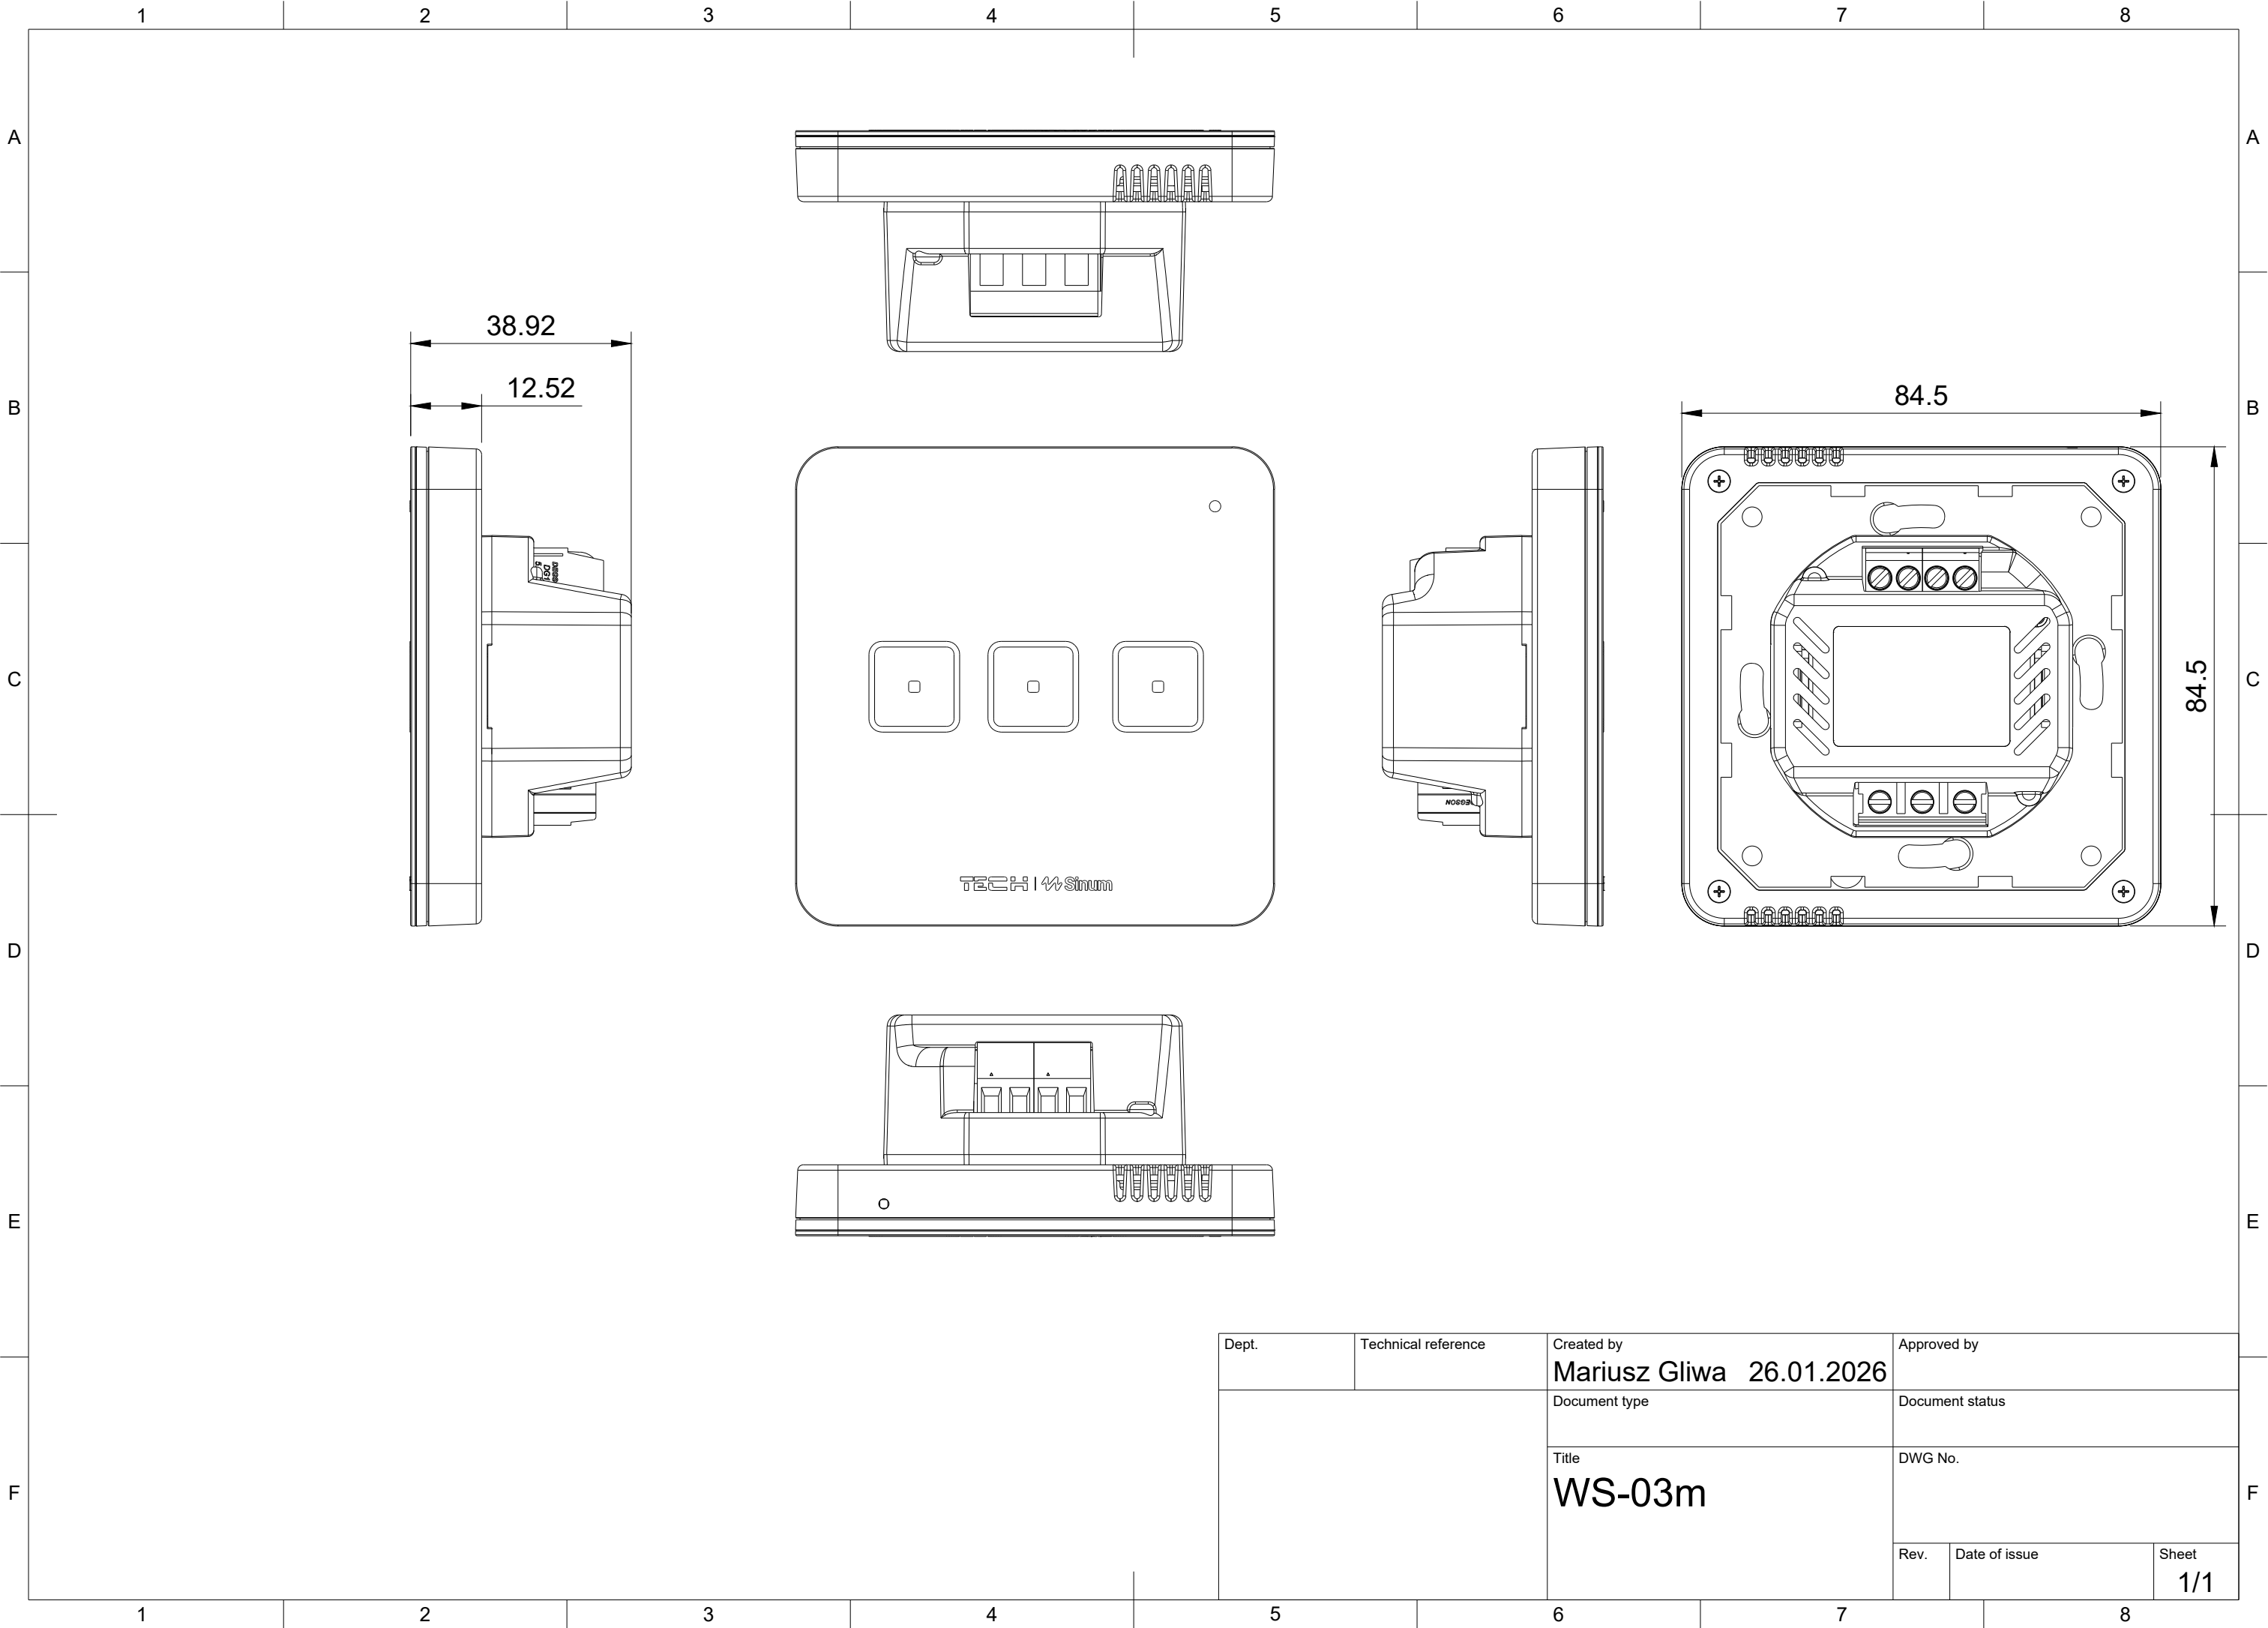 1 2 3 4 5 6 7 8
A A
38.92
12.52
B B
84.5
C C
84.5
TECH | Sinum
D D
E E
Dept. Technical reference Created by Approved by
Mariusz Gliwa 26.01.2026
Document type Document status
Title DWG No.
WS-03m
F F
Rev. Date of issue Sheet
1/1
1 2 3 4 5 6 7 8